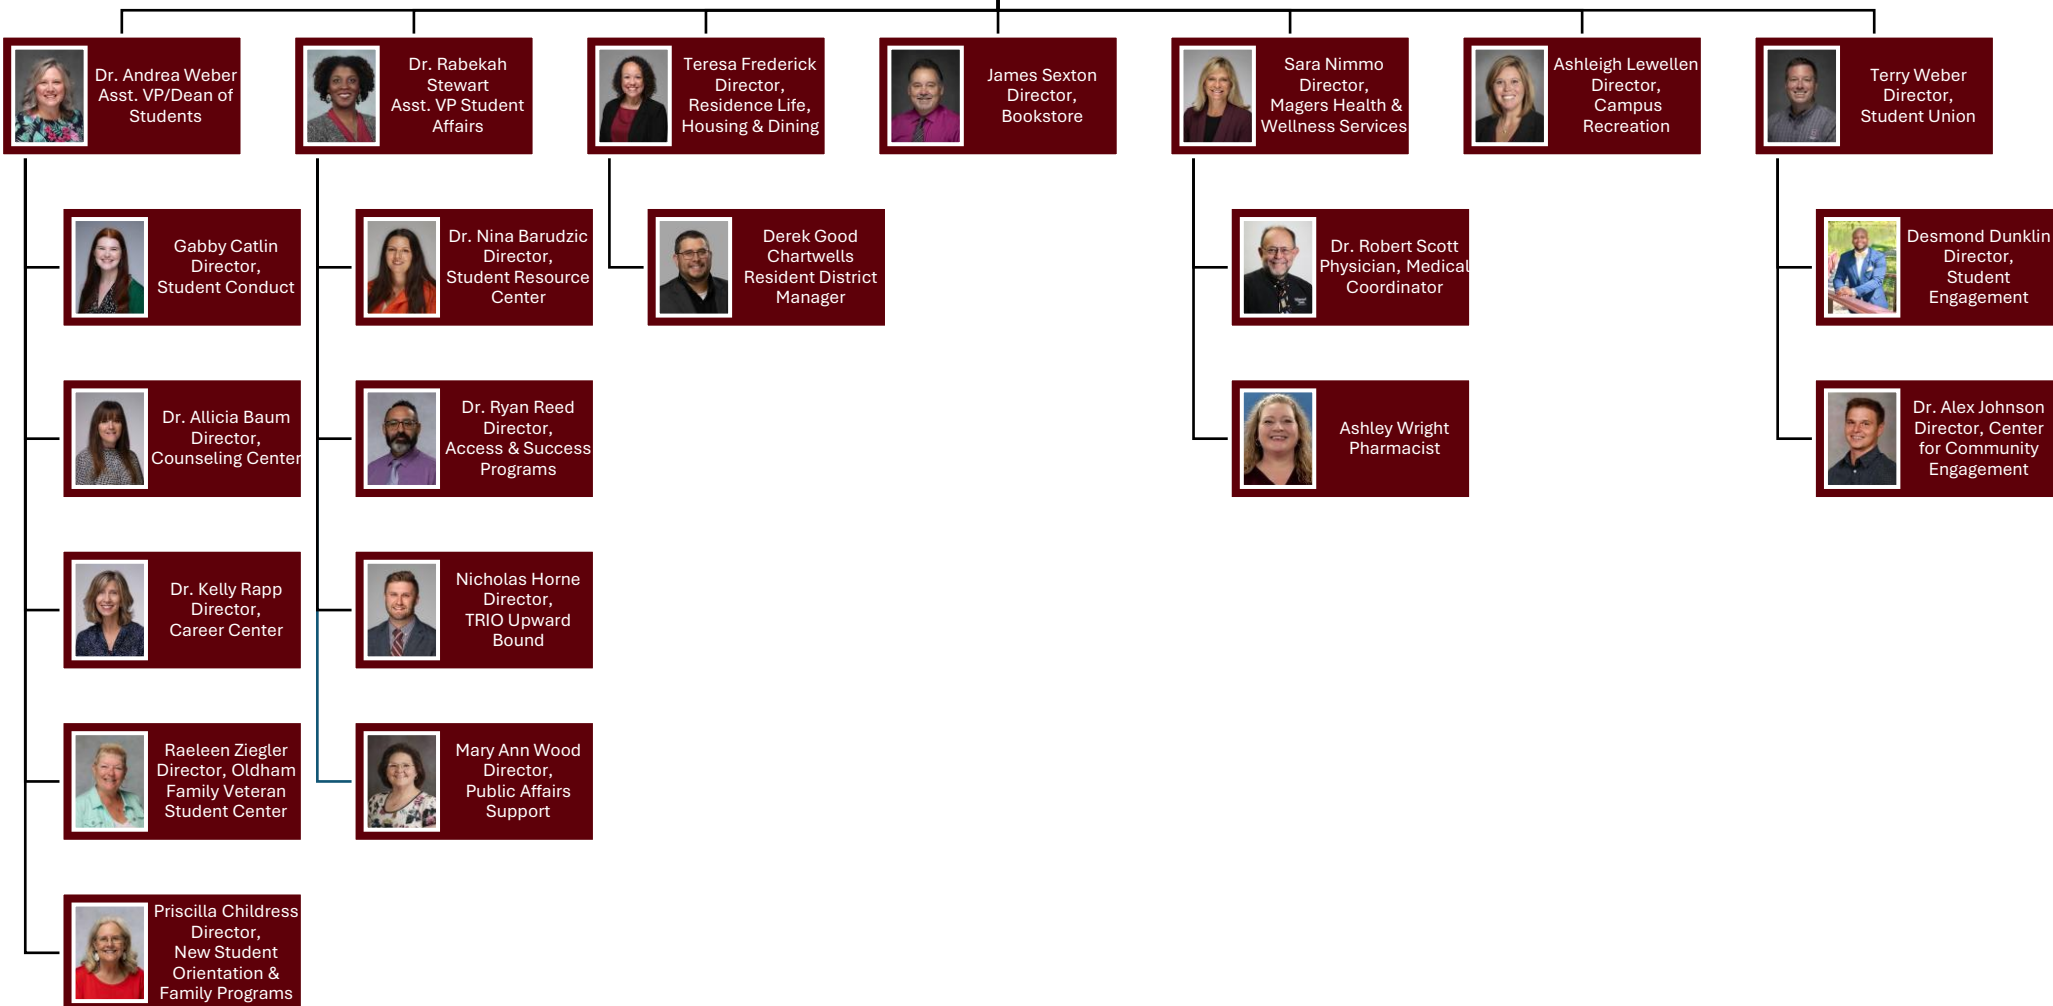 Dr. Andrea Weber
Asst. VP/Dean of
Students
Dr. Rabekah
Stewart
Asst. VP Student
Affairs
Teresa Frederick
Director,
Residence Life,
Housing & Dining
James Sexton
Director,
Bookstore
Sara Nimmo
Director,
Magers Health &
Wellness Services
Ashleigh Lewellen
Director,
Campus
Recreation
Terry Weber
Director,
Student Union
Gabby Catlin
Director,
Student Conduct
Dr. Nina Barudzic
Director,
Student Resource
Center
Derek Good
Chartwells
Resident District
Manager
Dr. Robert Scott
Physician, Medical
Coordinator
Desmond Dunklin
Director,
Student
Engagement
Dr. Allicia Baum
Director,
Counseling Center
Dr. Ryan Reed
Director,
Access & Success
Programs
Ashley Wright
Pharmacist
Dr. Alex Johnson
Director, Center
for Community
Engagement
Dr. Kelly Rapp
Director,
Career Center
Nicholas Horne
Director,
TRIO Upward
Bound
Raeleen Ziegler
Director, Oldham
Family Veteran
Student Center
Mary Ann Wood
Director,
Public Affairs
Support
Priscilla Childress
Director,
New Student
Orientation &
Family Programs